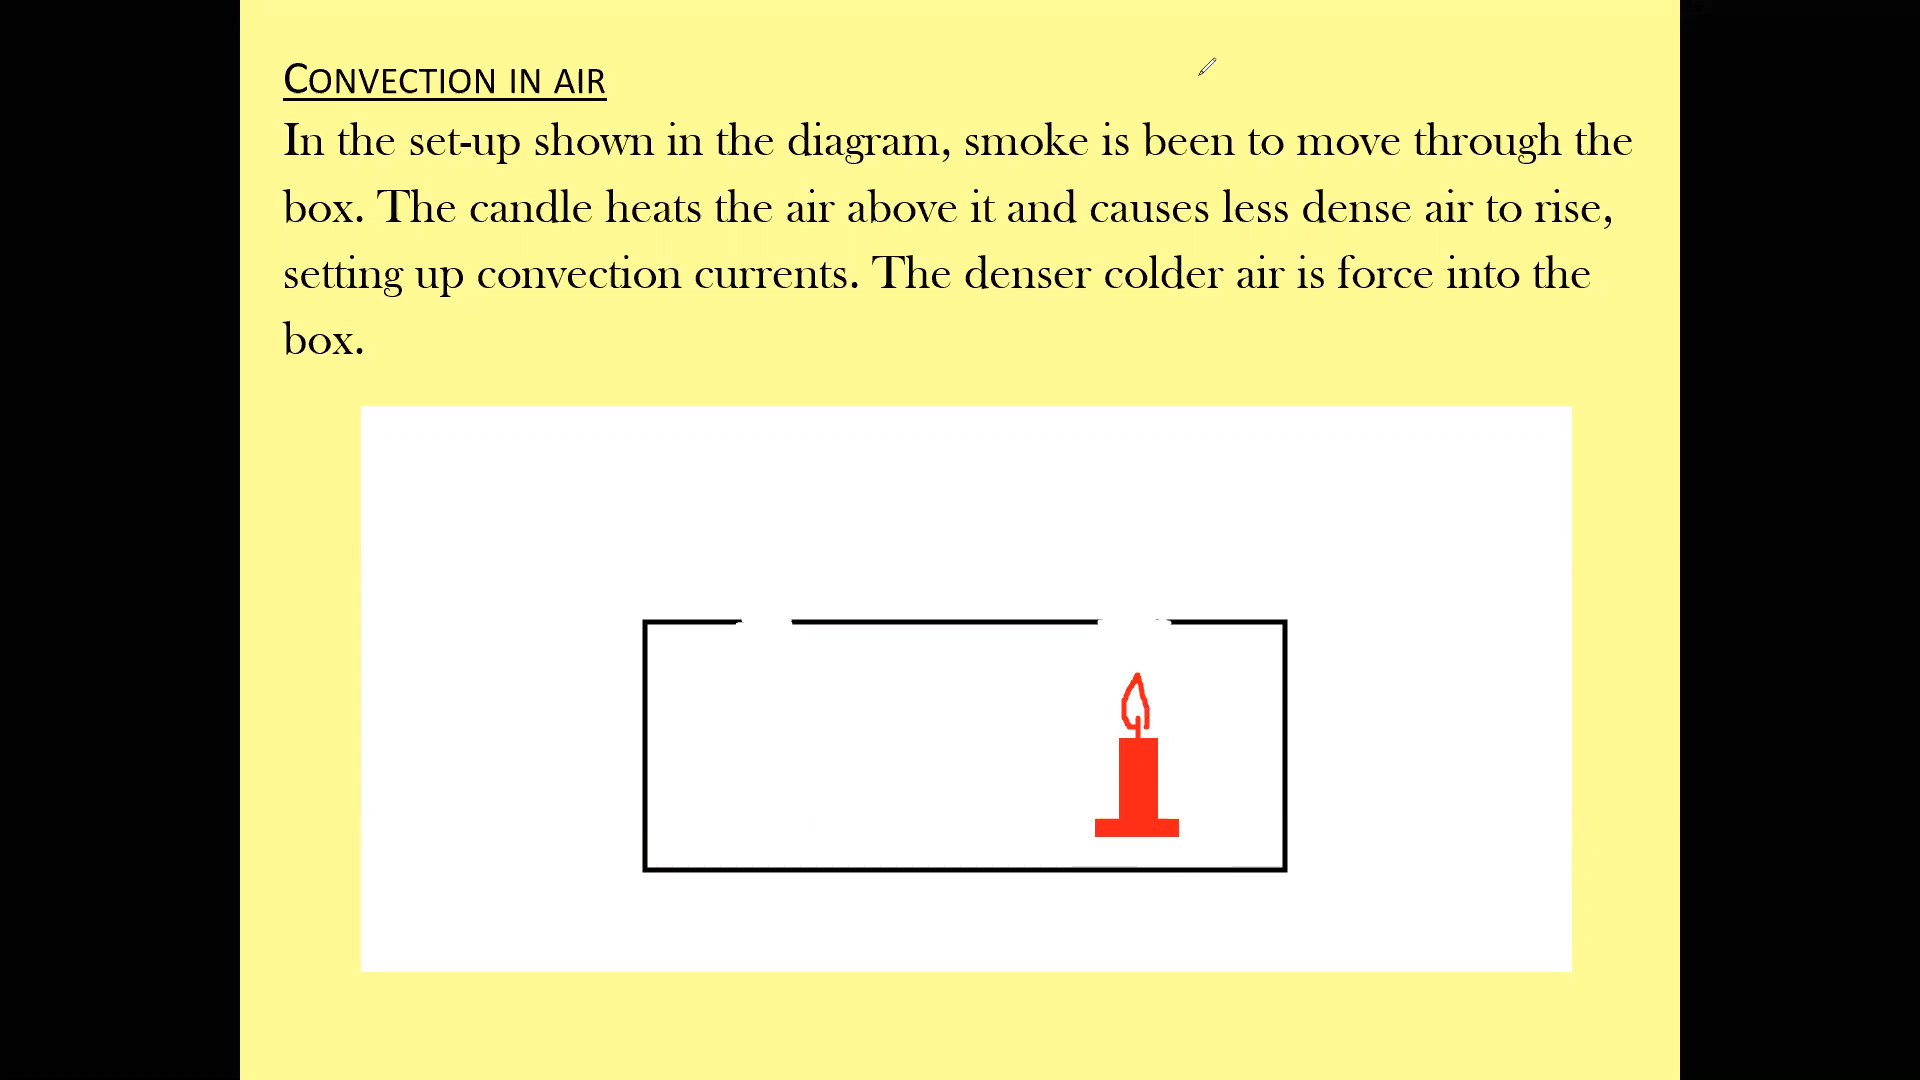 CONVECTION IN AIR
In the set-up shown in the diagram, smoke is been to move through the
box. The candle heats the air above it and causes less dense air to rise,
setting up convection currents. The denser colder air is force into the
box.